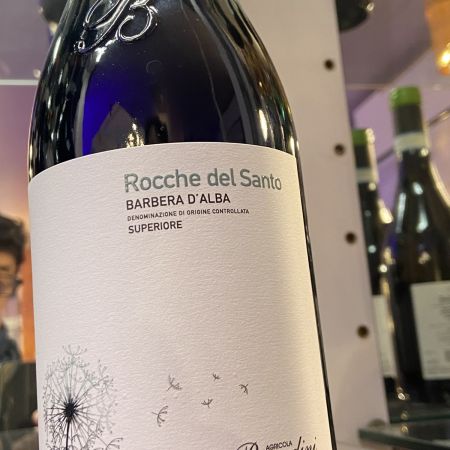 B
Rocche del Santo
BARBERA D'ALBA
DENOMINAZIONE DI ORIGINE CONTROLLATA
SUPERIORE
AGRICOLA